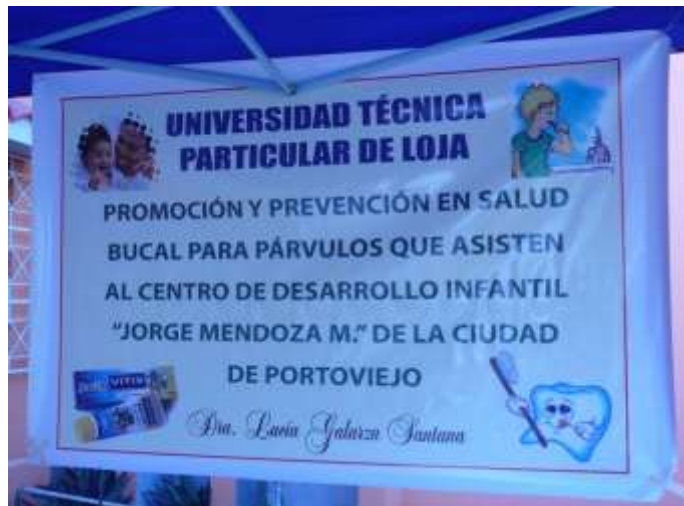 UNIVERSIDAD TÉCNICA
PARTICULAR DE LOJA
PROMOCIÓN Y PREVENCIÓN EN SALUD
BUCAL PARA PÁRVULOS QUE ASISTEN
AL CENTRO DE DESARROLLO INFANTIL
"JORGE MENDOZA M." DE LA CIUDAD
DE PORTOVIEJO
Dra. Lucía Galarza Santana